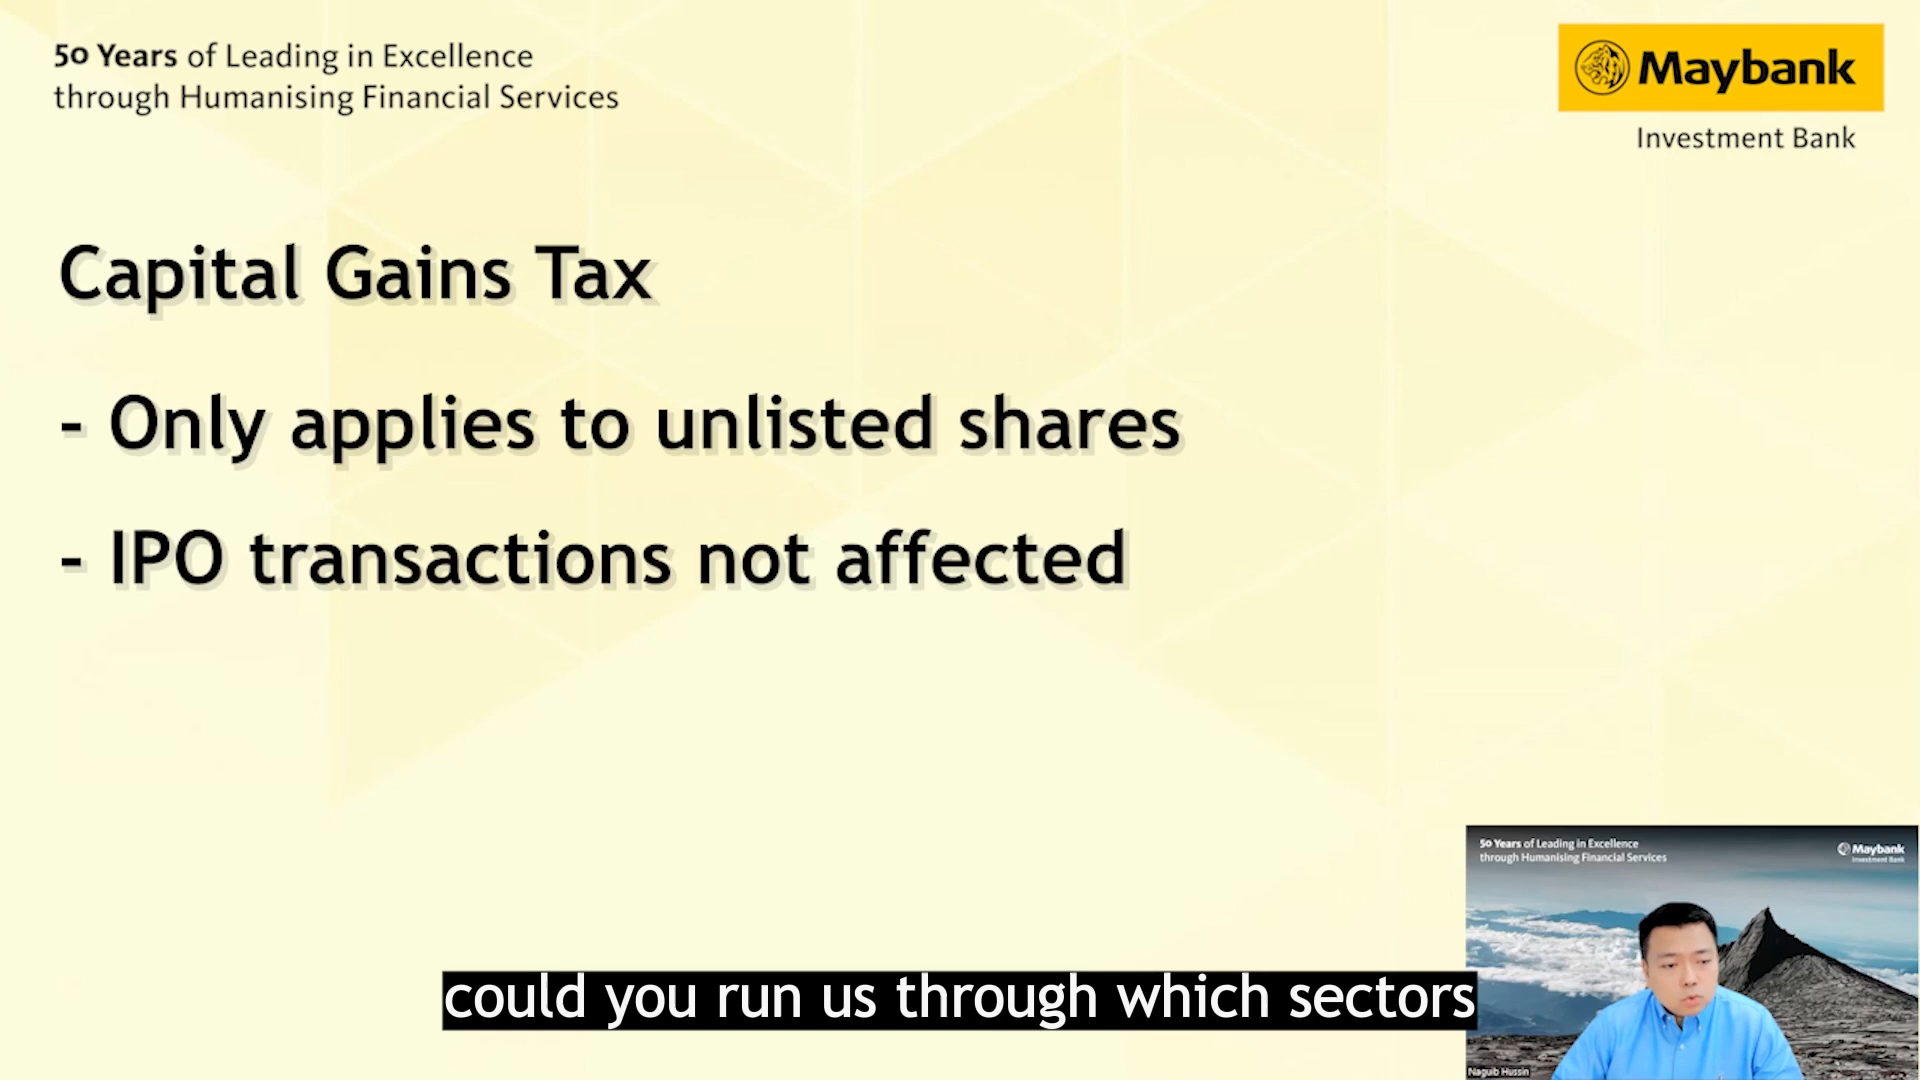 50 Years of Leading in Excellence
through Humanising Financial Services
Maybank
Investment Bank
Capital Gains Tax
- Only applies to unlisted shares
- IPO transactions not affected
could you run us through which sectors
50 Years of Leading in Excellence
through Humanising Financial Services
Maybank
Investment Bank
Naguib Hussin